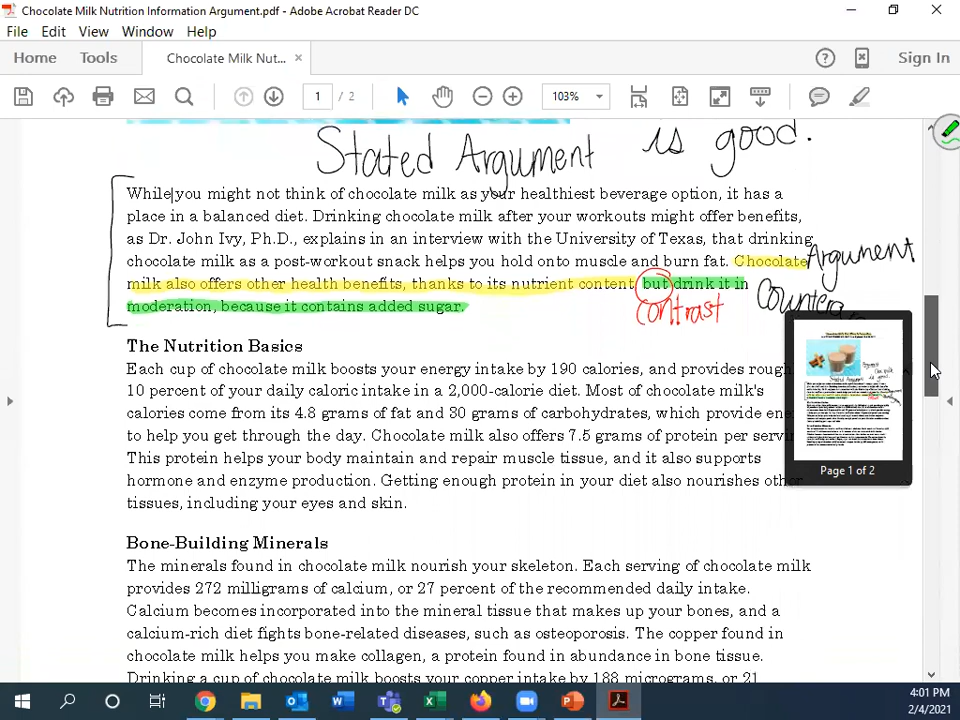 Chocolate Milk Nutrition Information Argument.pdf - Adobe Acrobat Reader DC
File Edit View Window Help
Home Tools Chocolate Milk Nut... × Sign In
1 / 2 103%
is good.
Stated Argument
While you might not think of chocolate milk as your healthiest beverage option, it has a
place in a balanced diet. Drinking chocolate milk after your workouts might offer benefits,
as Dr. John Ivy, Ph.D., explains in an interview with the University of Texas, that drinking
chocolate milk as a post-workout snack helps you hold onto muscle and burn fat. Chocolate
Argument
milk also offers other health benefits, thanks to its nutrient content, but drink it in
moderation, because it contains added sugar.
contrast
The Nutrition Basics
Each cup of chocolate milk boosts your energy intake by 190 calories, and provides
10 percent of your daily caloric intake in a 2,000-calorie diet. Most of chocolate milk's
calories come from its 4.8 grams of fat and 30 grams of carbohydrates, which provide
to help you get through the day. Chocolate milk also offers 7.5 grams of protein per
This protein helps your body maintain and repair muscle tissue, and it also supports
hormone and enzyme production. Getting enough protein in your diet also nourishes
tissues, including your eyes and skin.
Page 1 of 2
Bone-Building Minerals
The minerals found in chocolate milk nourish your skeleton. Each serving of chocolate milk
provides 272 milligrams of calcium, or 27 percent of the recommended daily intake.
Calcium becomes incorporated into the mineral tissue that makes up your bones, and a
calcium-rich diet fights bone-related diseases, such as osteoporosis. The copper found in
chocolate milk helps you make collagen, a protein found in abundance in bone tissue.
Drinking a cup of chocolate milk boosts your copper intake by 188 micrograms, or 21
4:01 PM
2/4/2021